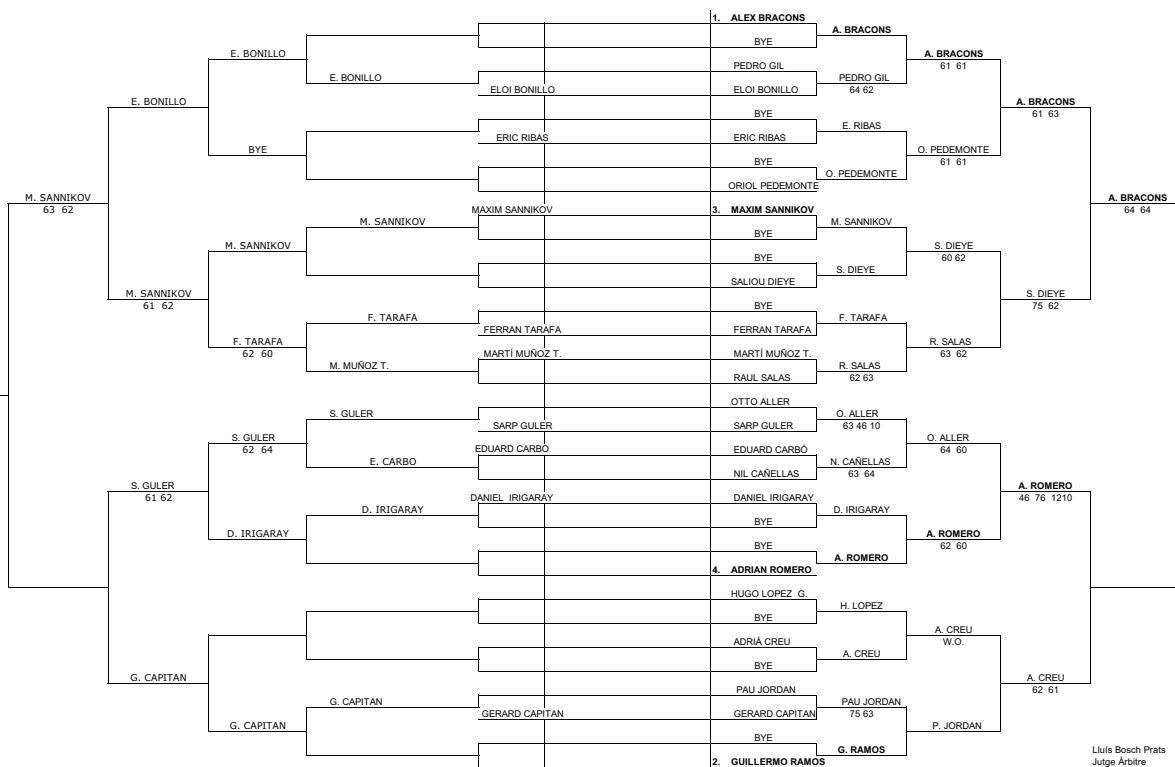 1. ALEX BRACONS
A. BRACONS
BYE
E. BONILLO
A. BRACONS
61 61
PEDRO GIL
E. BONILLO
PEDRO GIL
64 62
ELOI BONILLO
ELOI BONILLO
E. BONILLO
A. BRACONS
61 63
BYE
E. RIBAS
ERIC RIBAS
ERIC RIBAS
BYE
O. PEDEMONTE
61 61
BYE
O. PEDEMONTE
ORIOL PEDEMONTE
M. SANNIKOV
63 62
A. BRACONS
64 64
MAXIM SANNIKOV
3. MAXIM SANNIKOV
M. SANNIKOV
M. SANNIKOV
BYE
M. SANNIKOV
S. DIEYE
60 62
BYE
S. DIEYE
SALIOU DIEYE
M. SANNIKOV
61 62
S. DIEYE
75 62
BYE
F. TARAFA
F. TARAFA
FERRAN TARAFA
FERRAN TARAFA
F. TARAFA
62 60
R. SALAS
63 62
MARTÍ MUÑOZ T.
MARTÍ MUÑOZ T.
M. MUÑOZ T.
R. SALAS
62 63
RAUL SALAS
OTTO ALLER
S. GULER
O. ALLER
63 46 10
SARP GULER
SARP GULER
S. GULER
62 64
O. ALLER
64 60
EDUARD CARBO
EDUARD CARBÓ
E. CARBO
N. CAÑELLAS
63 64
NIL CAÑELLAS
S. GULER
61 62
A. ROMERO
46 76 1210
DANIEL IRIGARAY
DANIEL IRIGARAY
D. IRIGARAY
D. IRIGARAY
BYE
D. IRIGARAY
A. ROMERO
62 60
BYE
A. ROMERO
4. ADRIAN ROMERO
HUGO LOPEZ G.
H. LOPEZ
BYE
A. CREU
W.O.
ADRIÀ CREU
A. CREU
BYE
G. CAPITAN
A. CREU
62 61
PAU JORDAN
G. CAPITAN
PAU JORDAN
75 63
GERARD CAPITAN
GERARD CAPITAN
G. CAPITAN
P. JORDAN
BYE
G. RAMOS
2. GUILLERMO RAMOS
Lluís Bosch Prats
Jutge Àrbitre